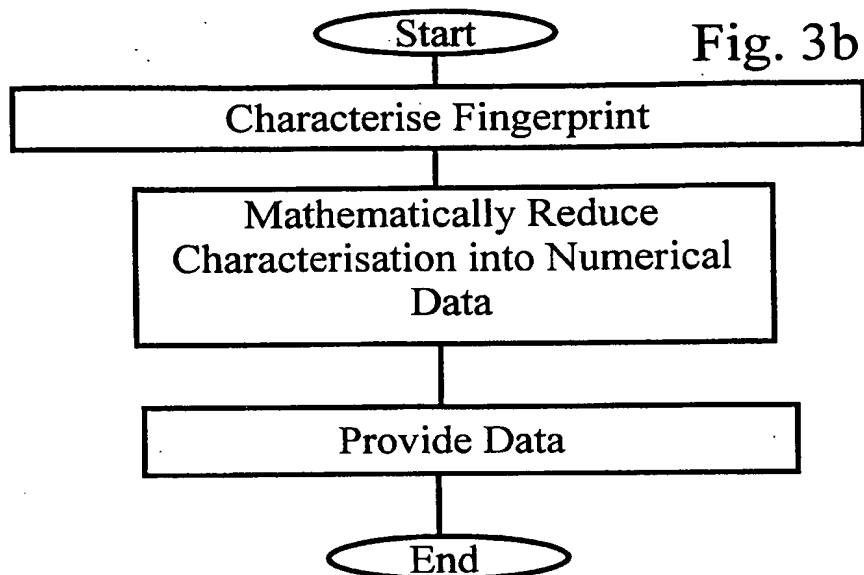 Start
Fig. 3b
Characterise Fingerprint
Mathematically Reduce
Characterisation into Numerical
Data
Provide Data
End